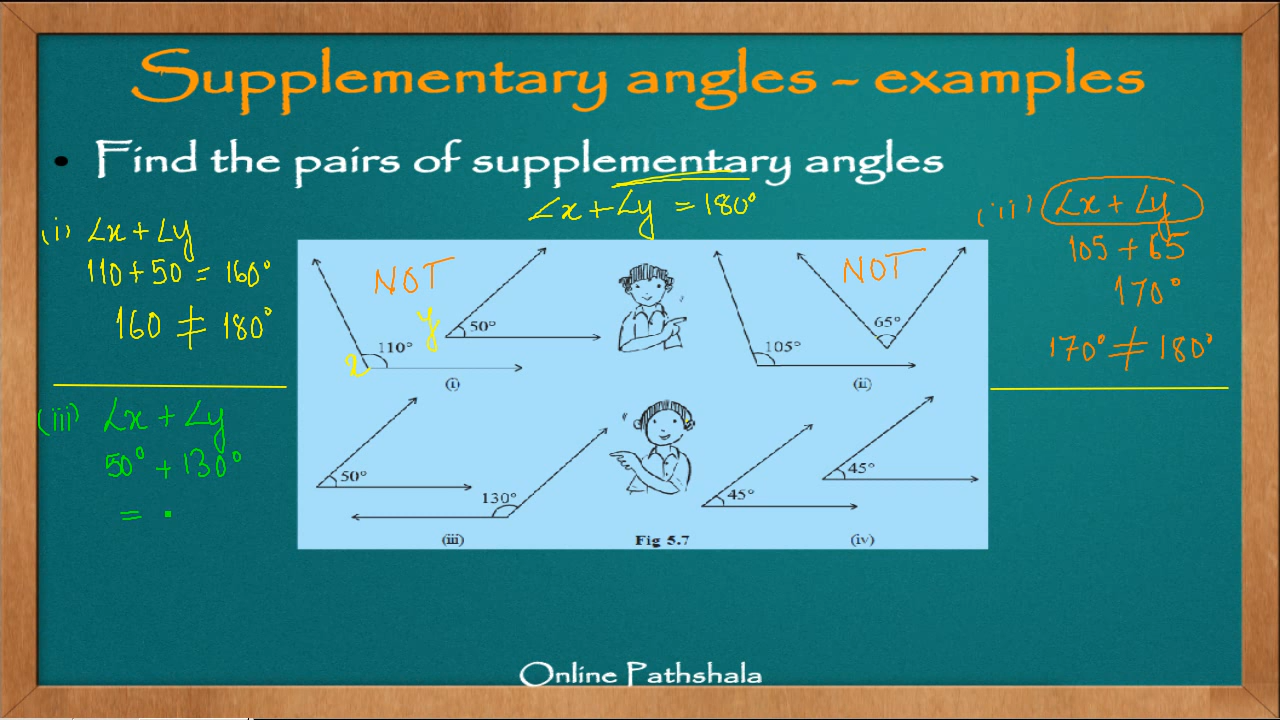 Supplementary angles - examples
• Find the pairs of supplementary angles
∠x + ∠y = 180°
(i) ∠x + ∠y
110 + 50 = 160°
160 ≠ 180°
(iii) ∠x + ∠y
50° + 130°
= .
NOT
x
110°
y
50°
(i)
NOT
105°
65°
(ii)
50°
130°
(iii)
Fig 5.7
45°
45°
(iv)
(ii) ∠x + ∠y
105 + 65
170°
170° ≠ 180°
Online Pathshala